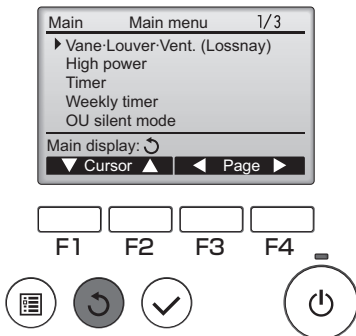 Main Main menu 1/3
Vane·Louver·Vent. (Lossnay)
High power
Timer
Weekly timer
OU silent mode
Main display:
Cursor Page
F1 F2 F3 F4